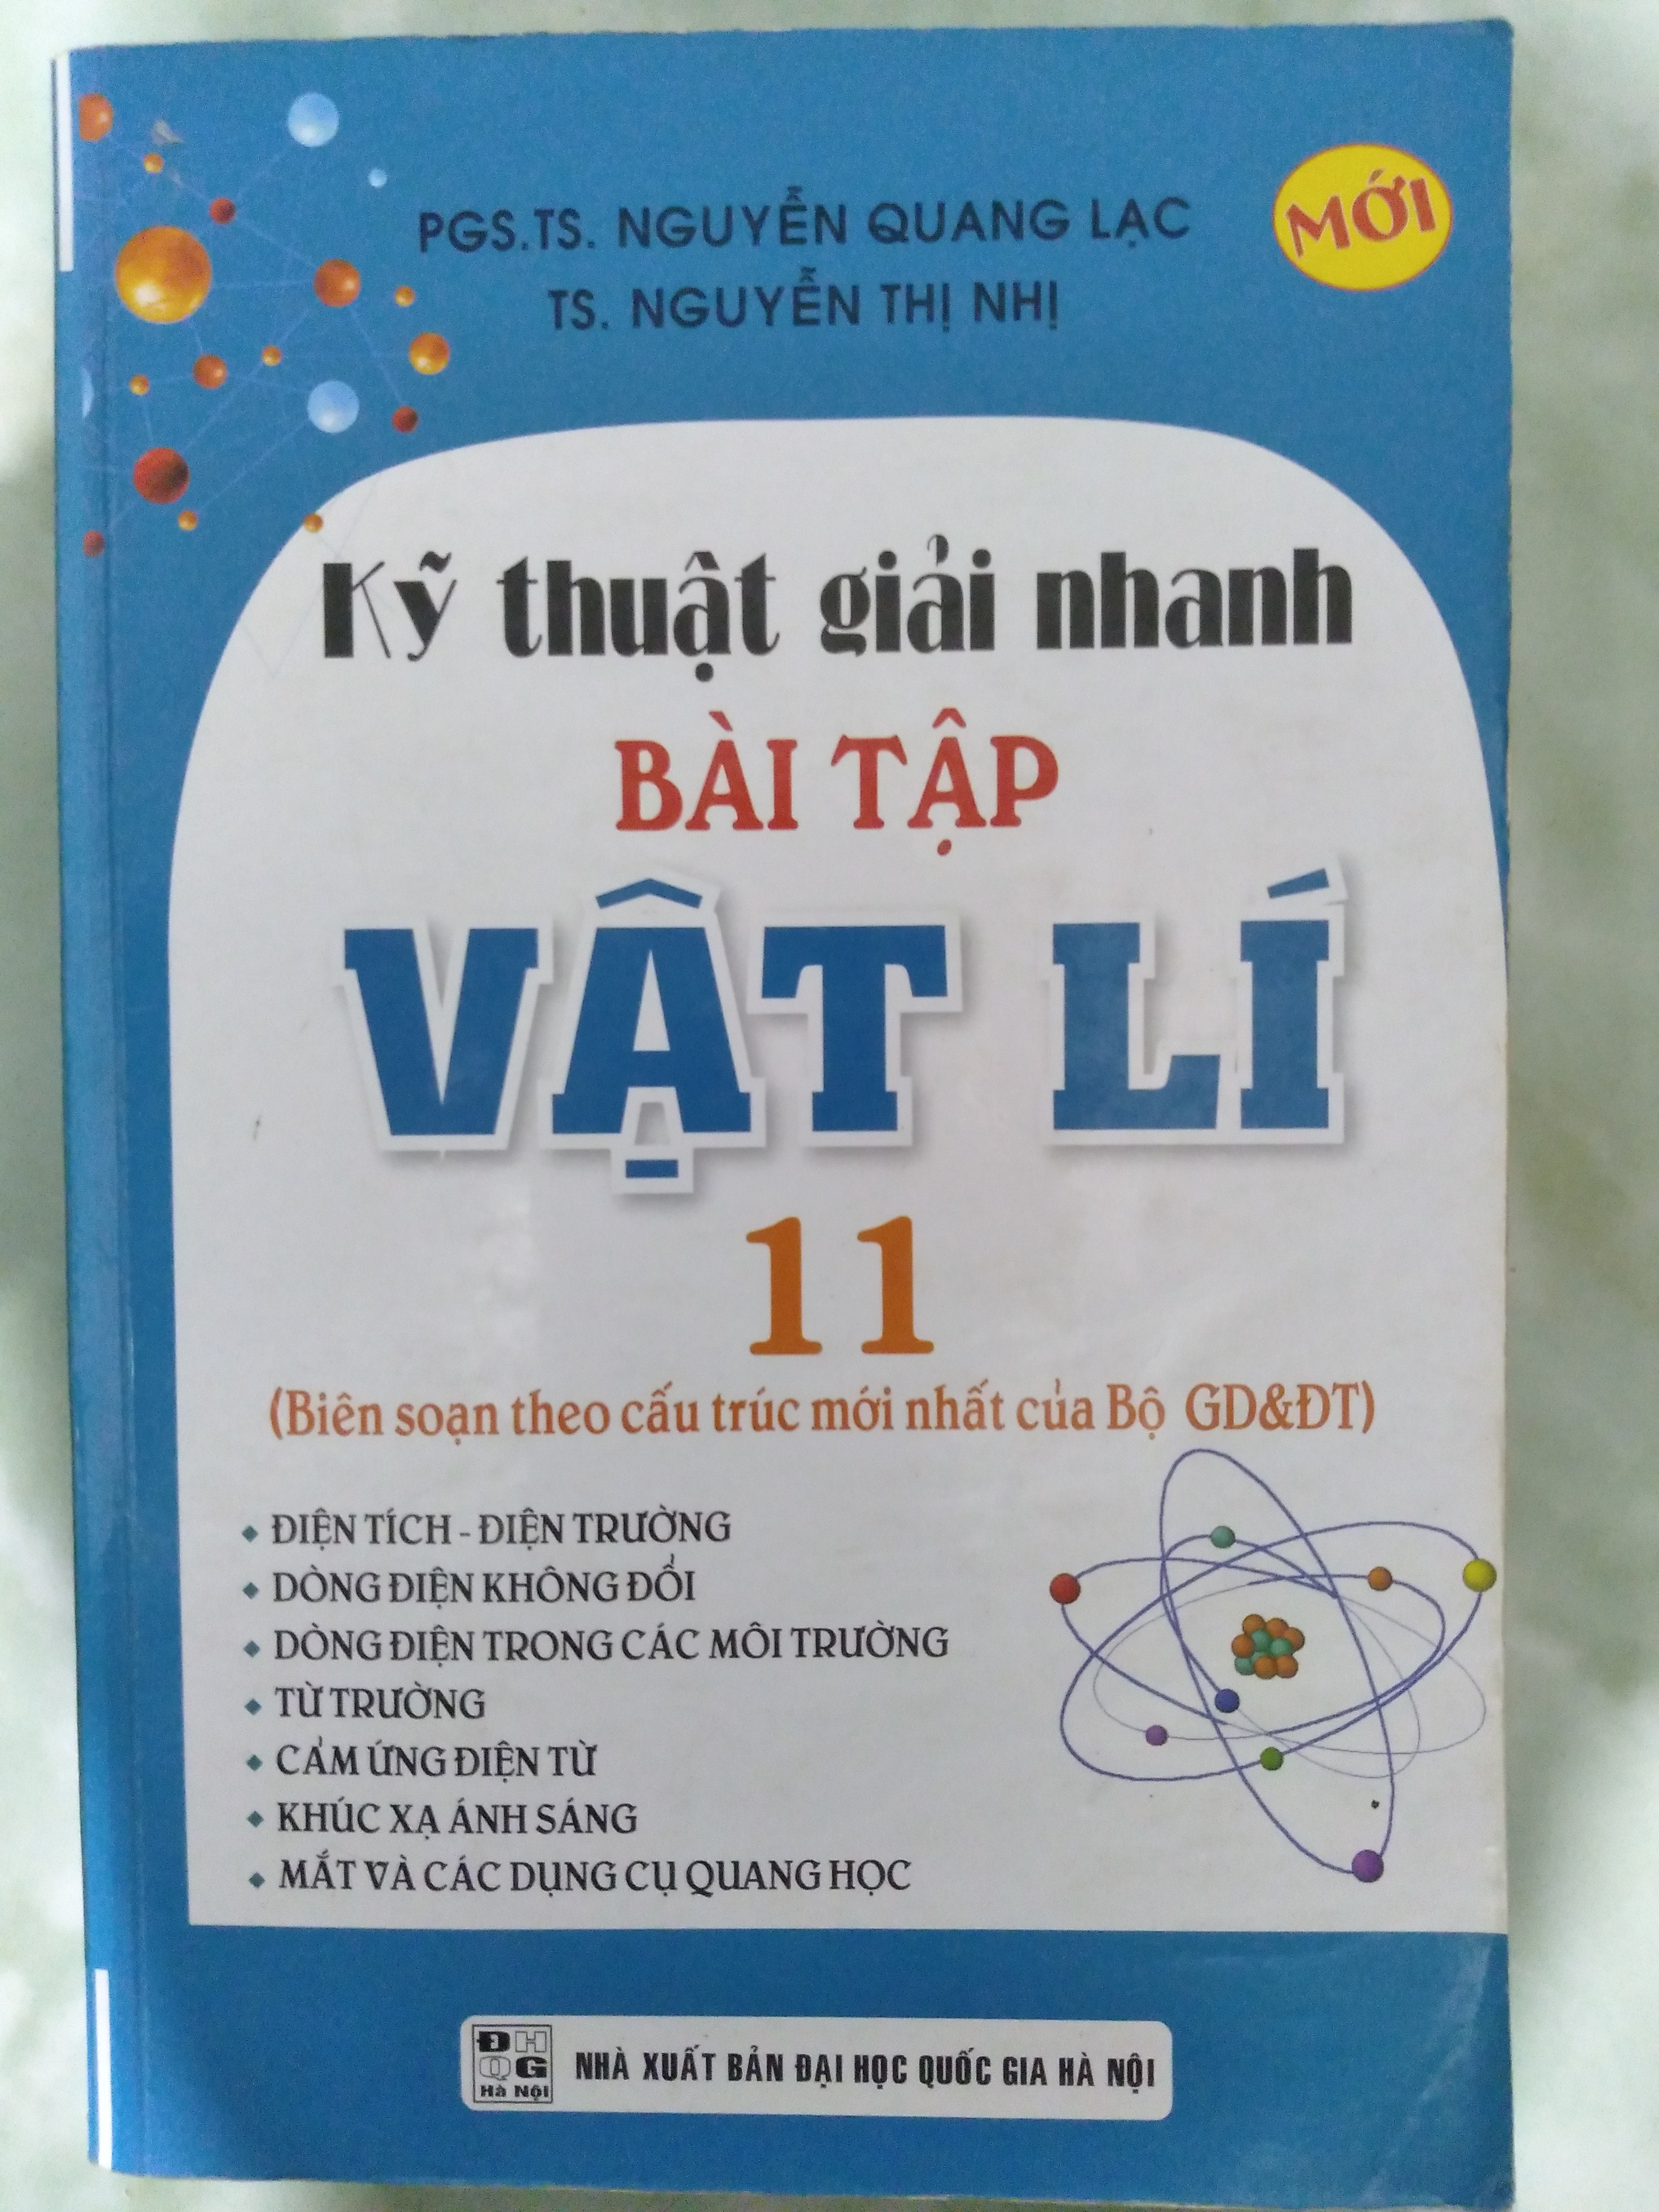 PGS.TS. NGUYỄN QUANG LẠC
MỚI
TS. NGUYỄN THỊ NHỊ
Kỹ thuật giải nhanh
BÀI TẬP
VẬT LÍ
11
(Biên soạn theo cấu trúc mới nhất của Bộ GD&ĐT)
ĐIỆN TÍCH - ĐIỆN TRƯỜNG
DÒNG ĐIỆN KHÔNG ĐỔI
DÒNG ĐIỆN TRONG CÁC MÔI TRƯỜNG
TỪ TRƯỜNG
CẢM ỨNG ĐIỆN TỪ
KHÚC XẠ ÁNH SÁNG
MẮT VÀ CÁC DỤNG CỤ QUANG HỌC
ĐH
QG
Hà Nội
NHÀ XUẤT BẢN ĐẠI HỌC QUỐC GIA HÀ NỘI